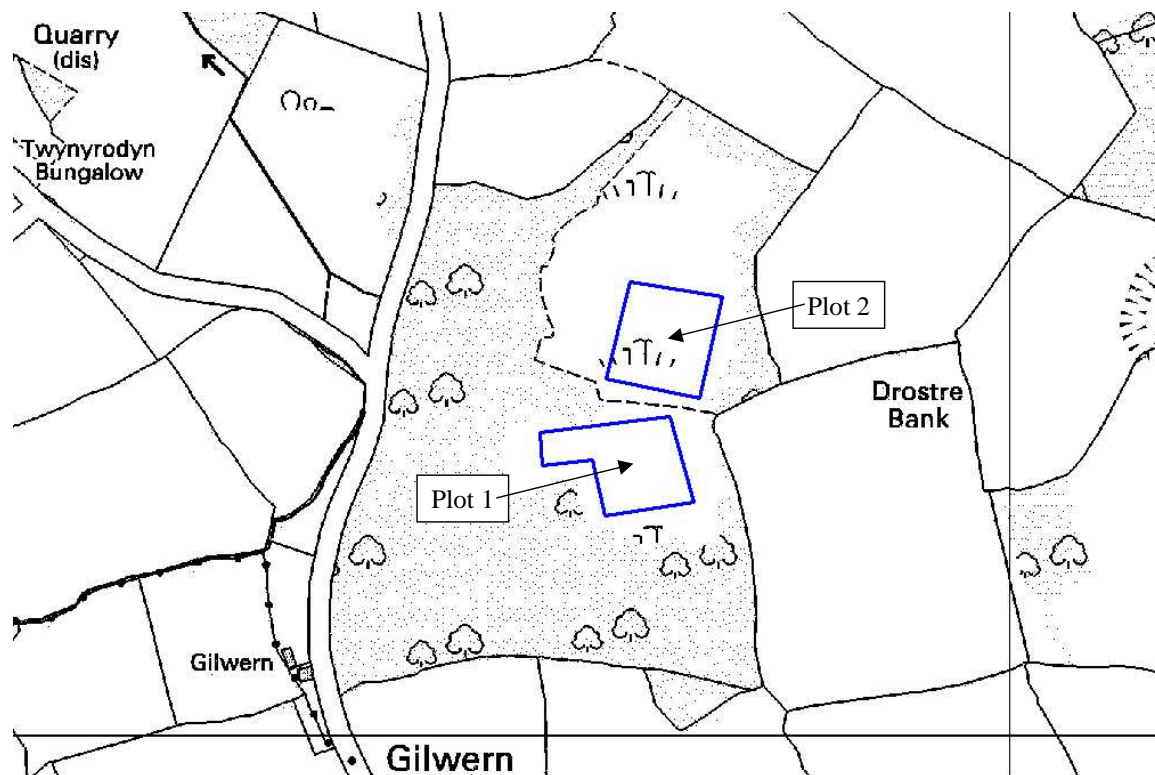 Quarry
(dis)
Twynyrodyn
Bungalow
Plot 2
Drostre
Bank
Plot 1
Gilwern
Gilwern